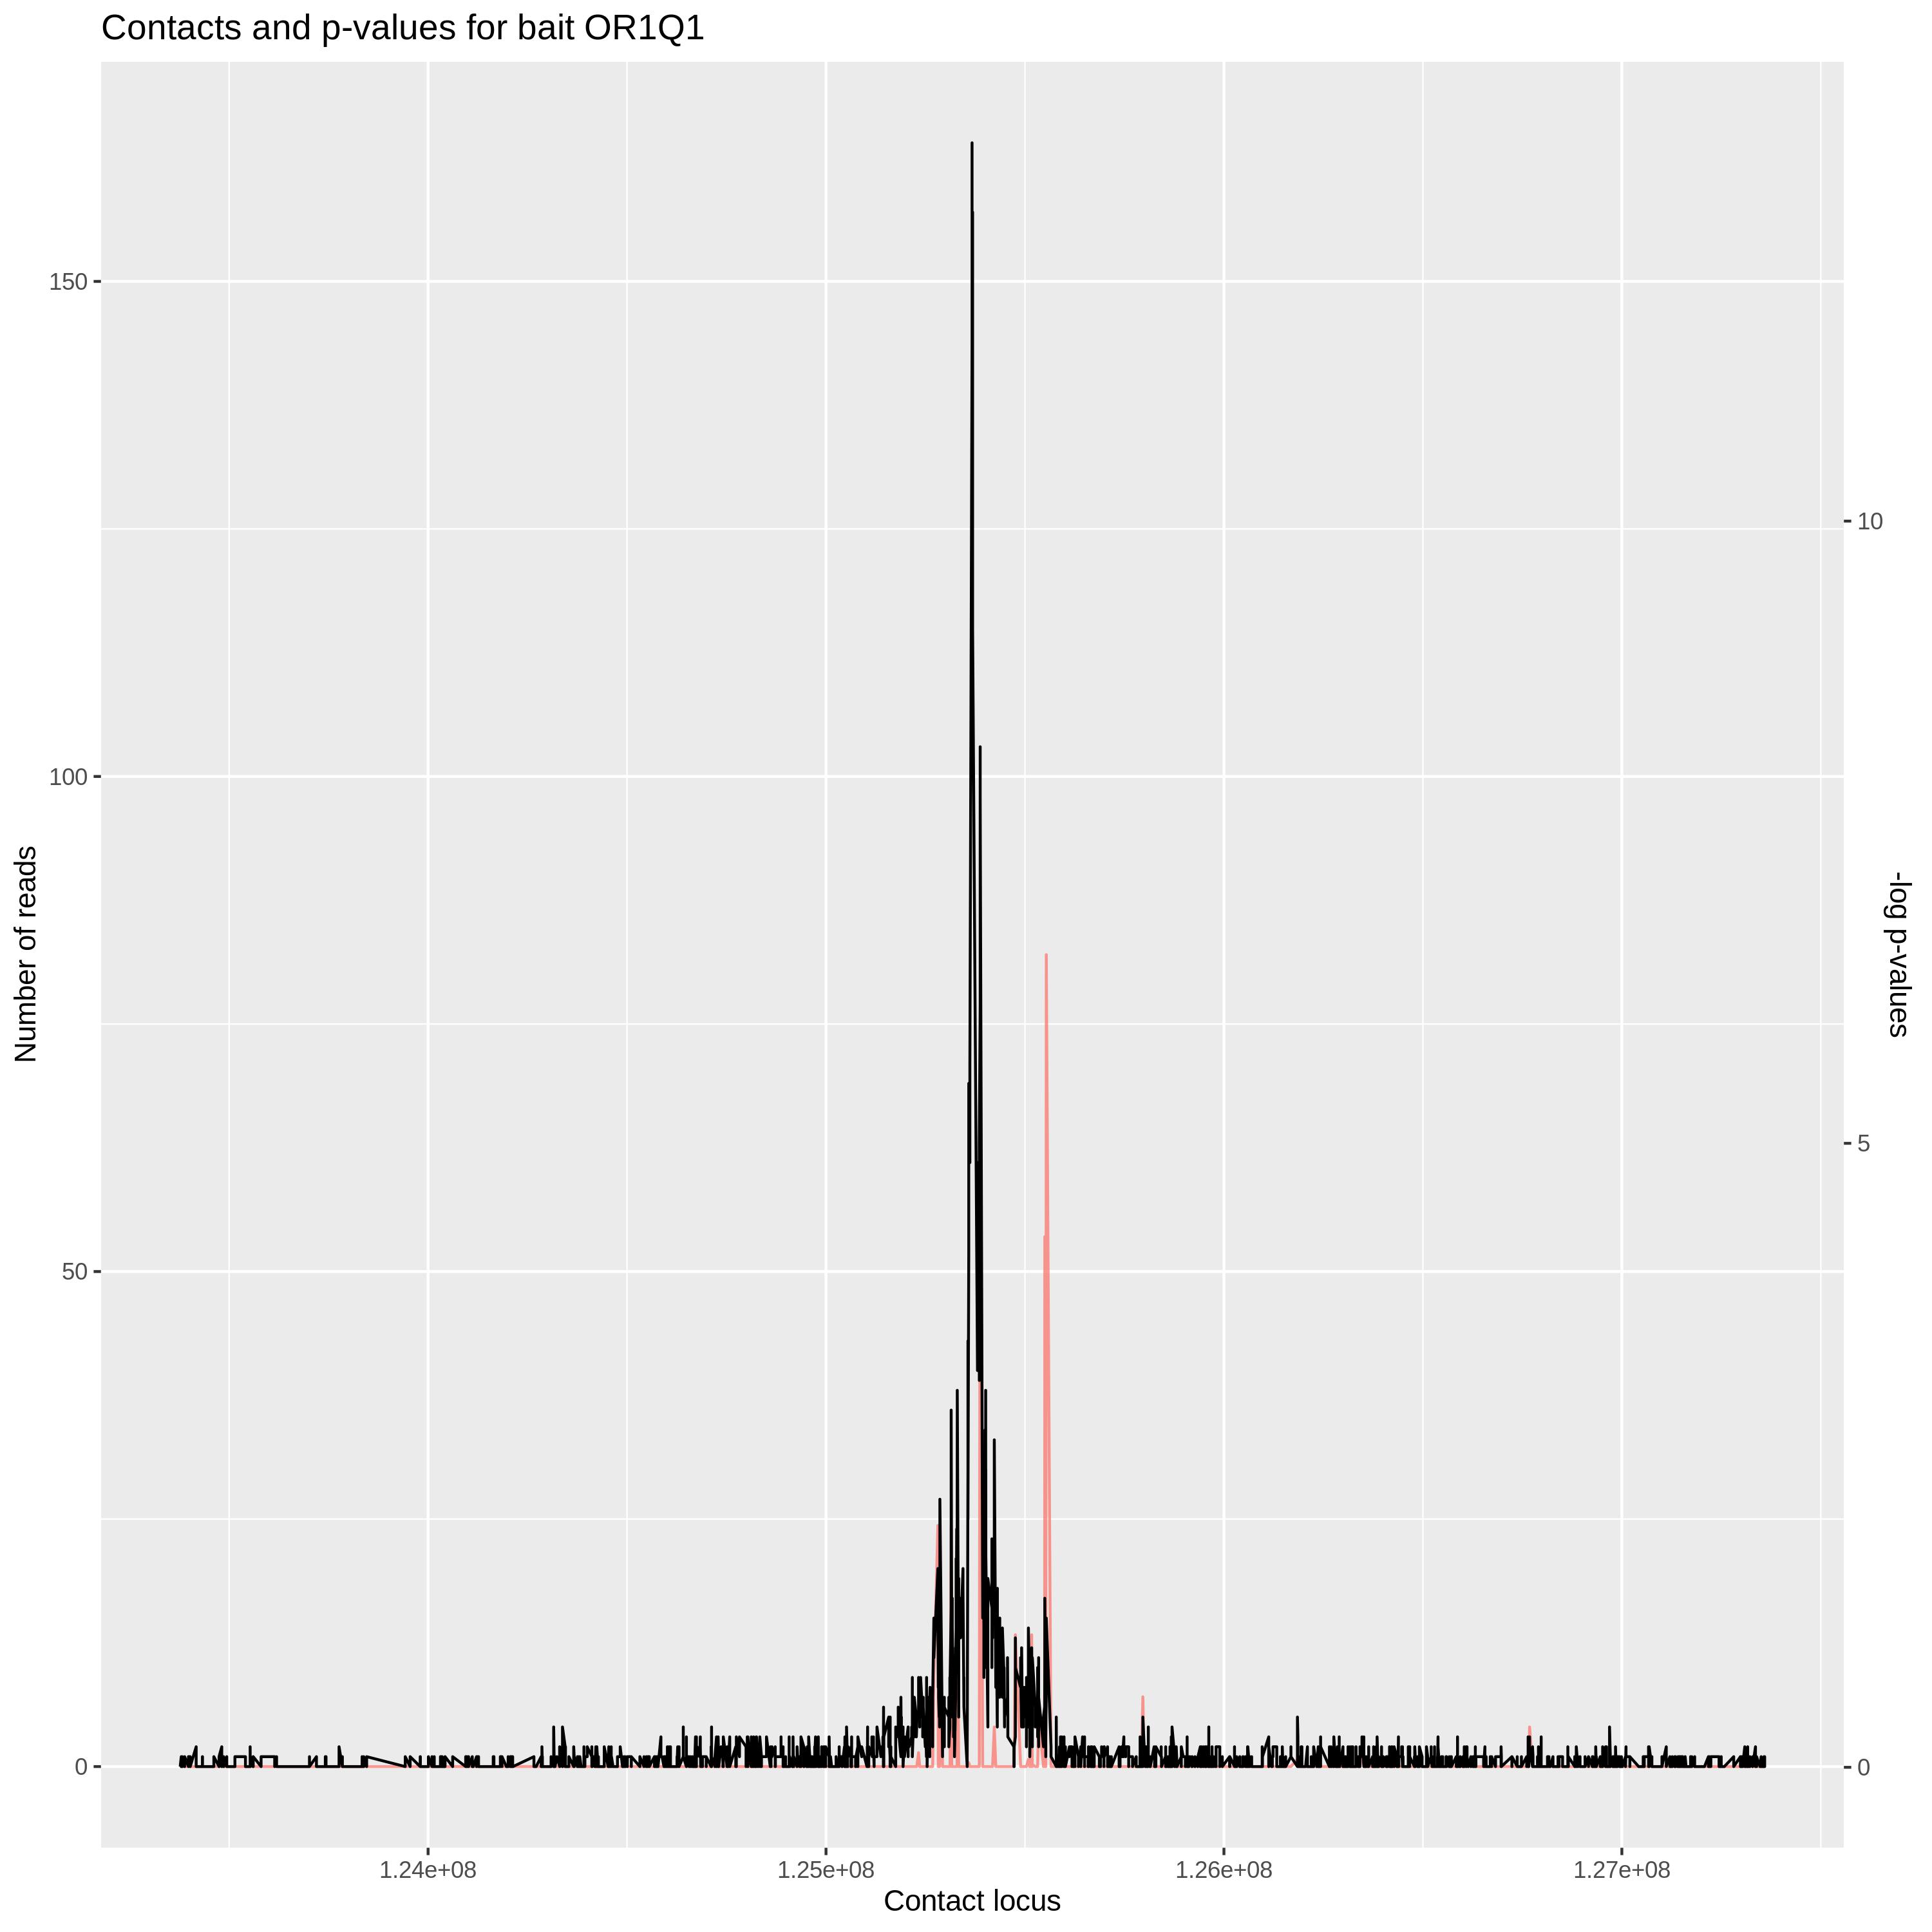 Contacts and p-values for bait OR1Q1
150
100
50
0
Number of reads
10
5
0
-log p-values
1.24e+08
1.25e+08
1.26e+08
1.27e+08
Contact locus